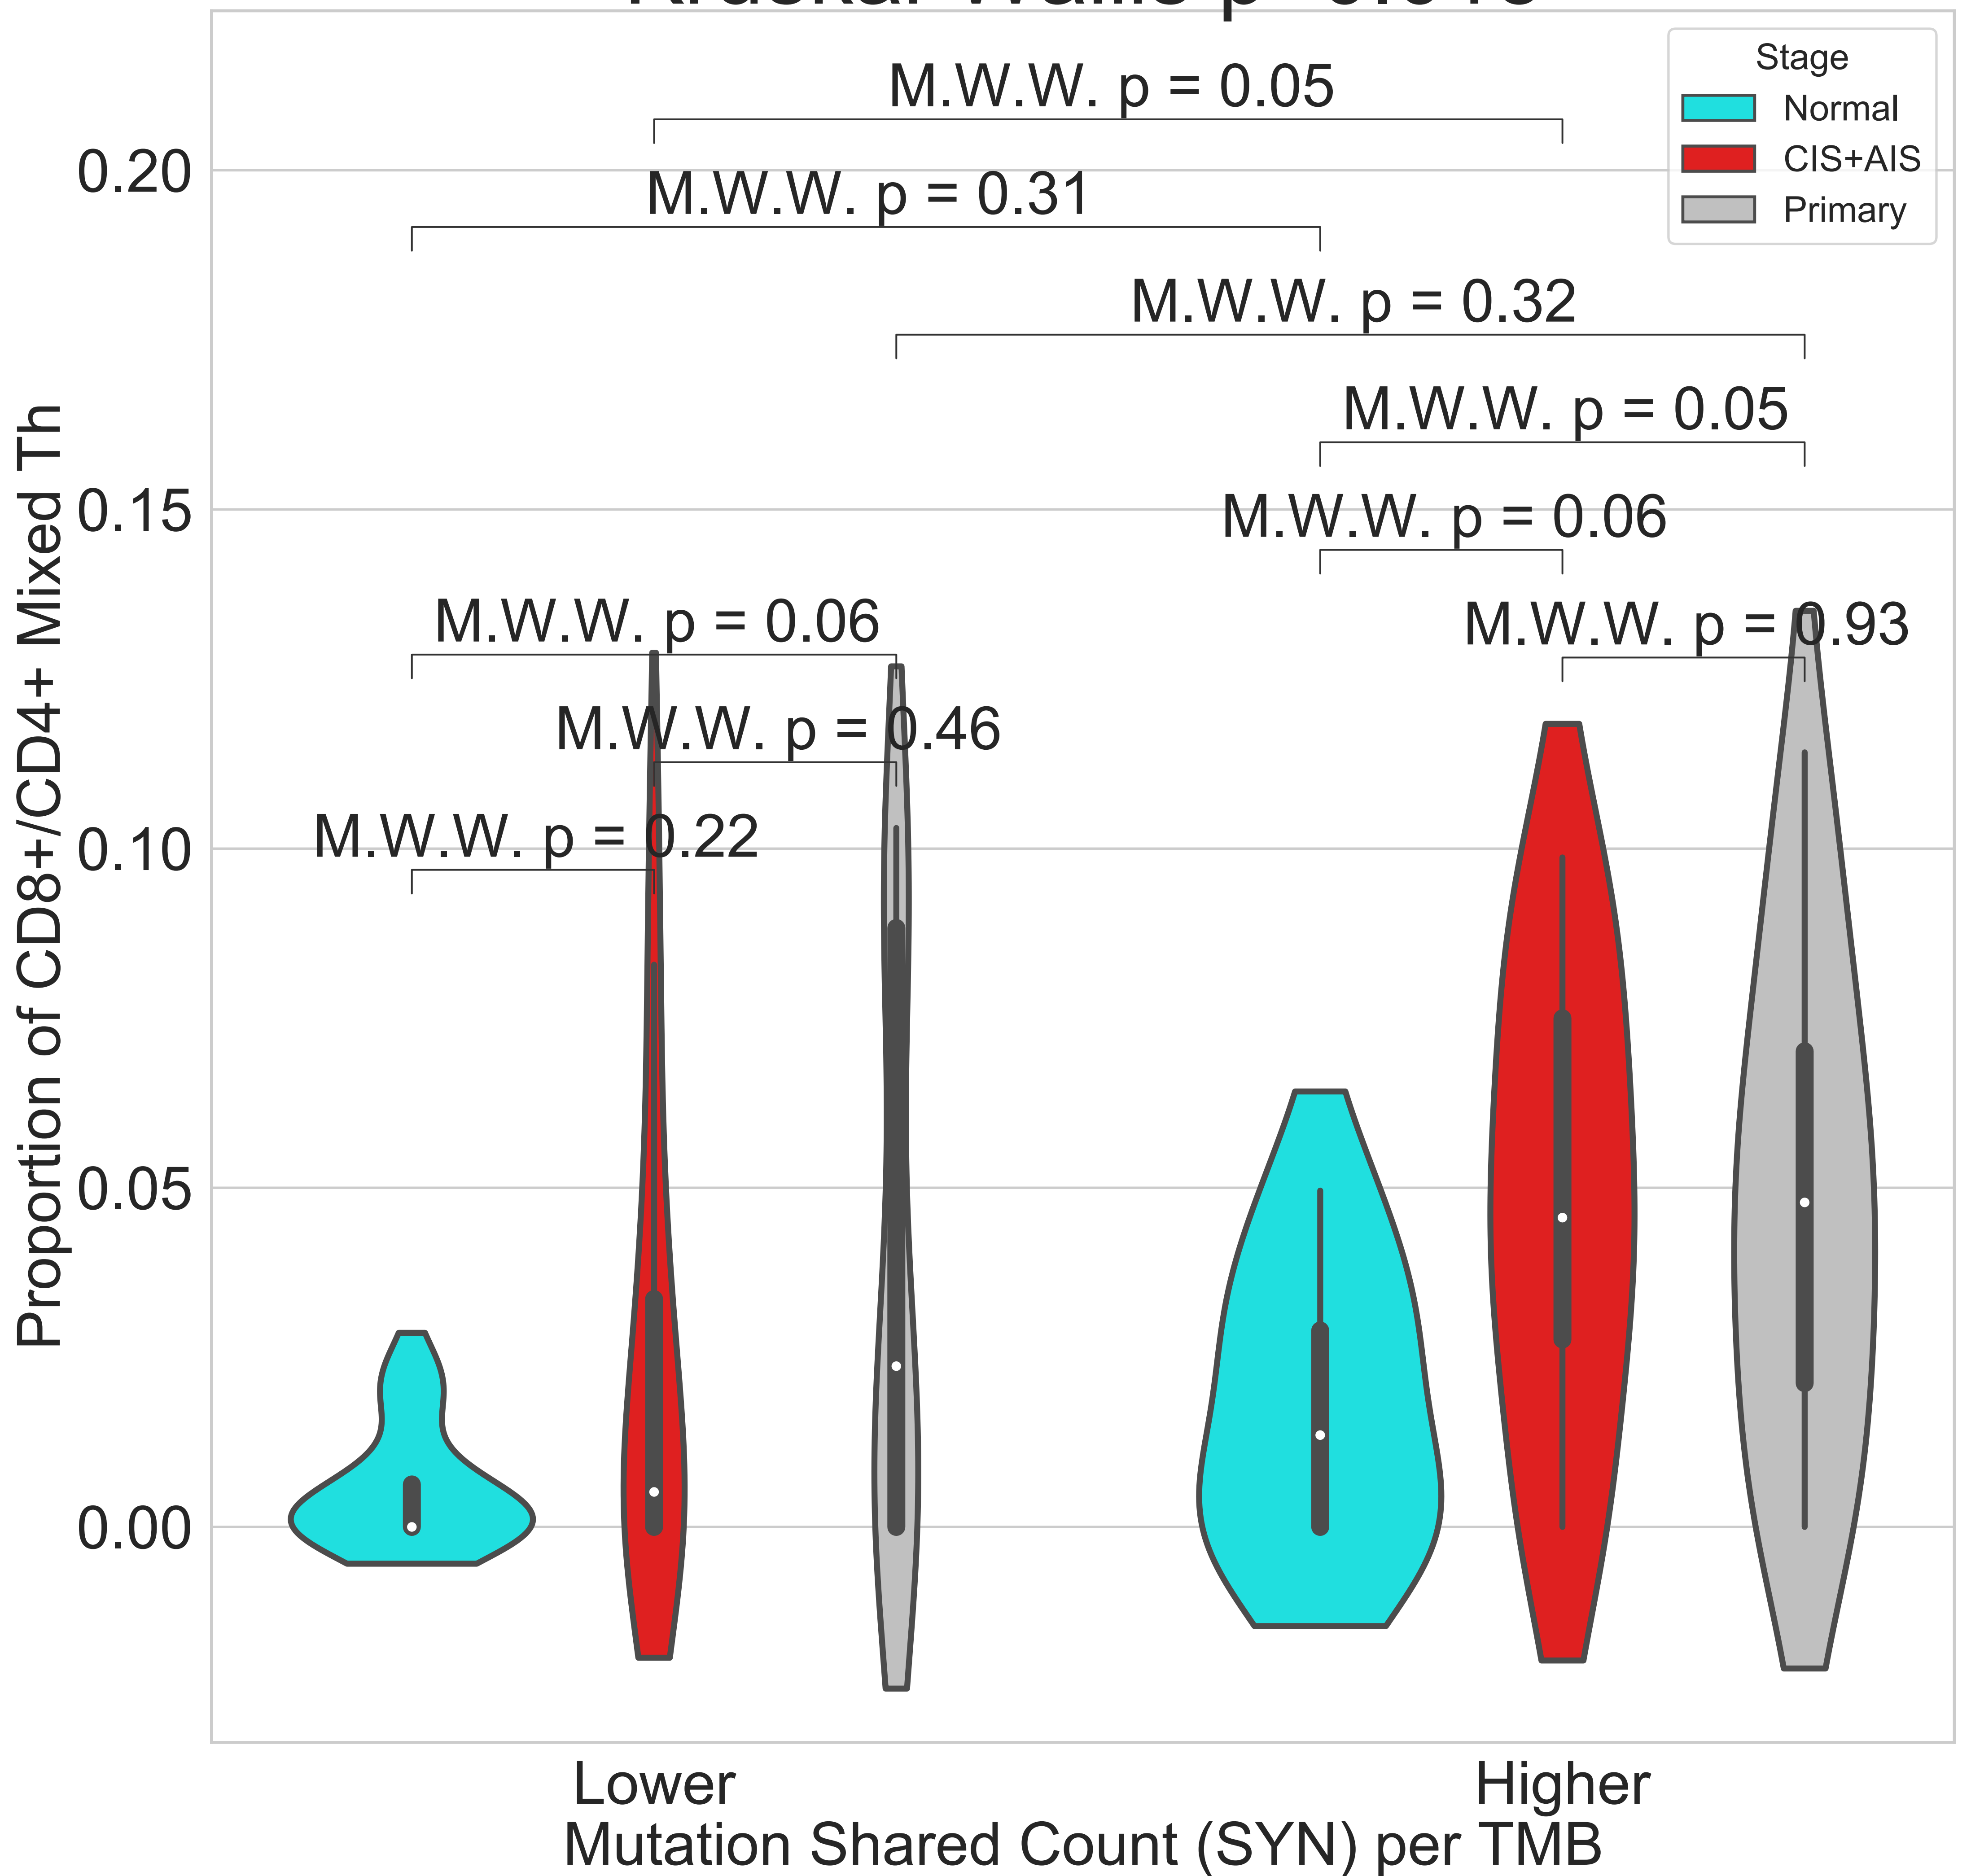 Stage
Normal
CIS+AIS
Primary
M.W.W. p = 0.05
M.W.W. p = 0.31
M.W.W. p = 0.32
M.W.W. p = 0.05
M.W.W. p = 0.06
M.W.W. p = 0.06
M.W.W. p = 0.93
M.W.W. p = 0.46
M.W.W. p = 0.22
0.20
0.15
0.10
0.05
0.00
Proportion of CD8+/CD4+ Mixed Th
Lower
Higher
Mutation Shared Count (SYN) per TMB